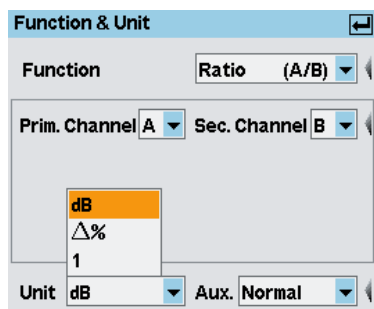 Function & Unit
Function Ratio (A/B)
Prim. Channel A Sec. Channel B
dB
△%
1
Unit dB Aux. Normal